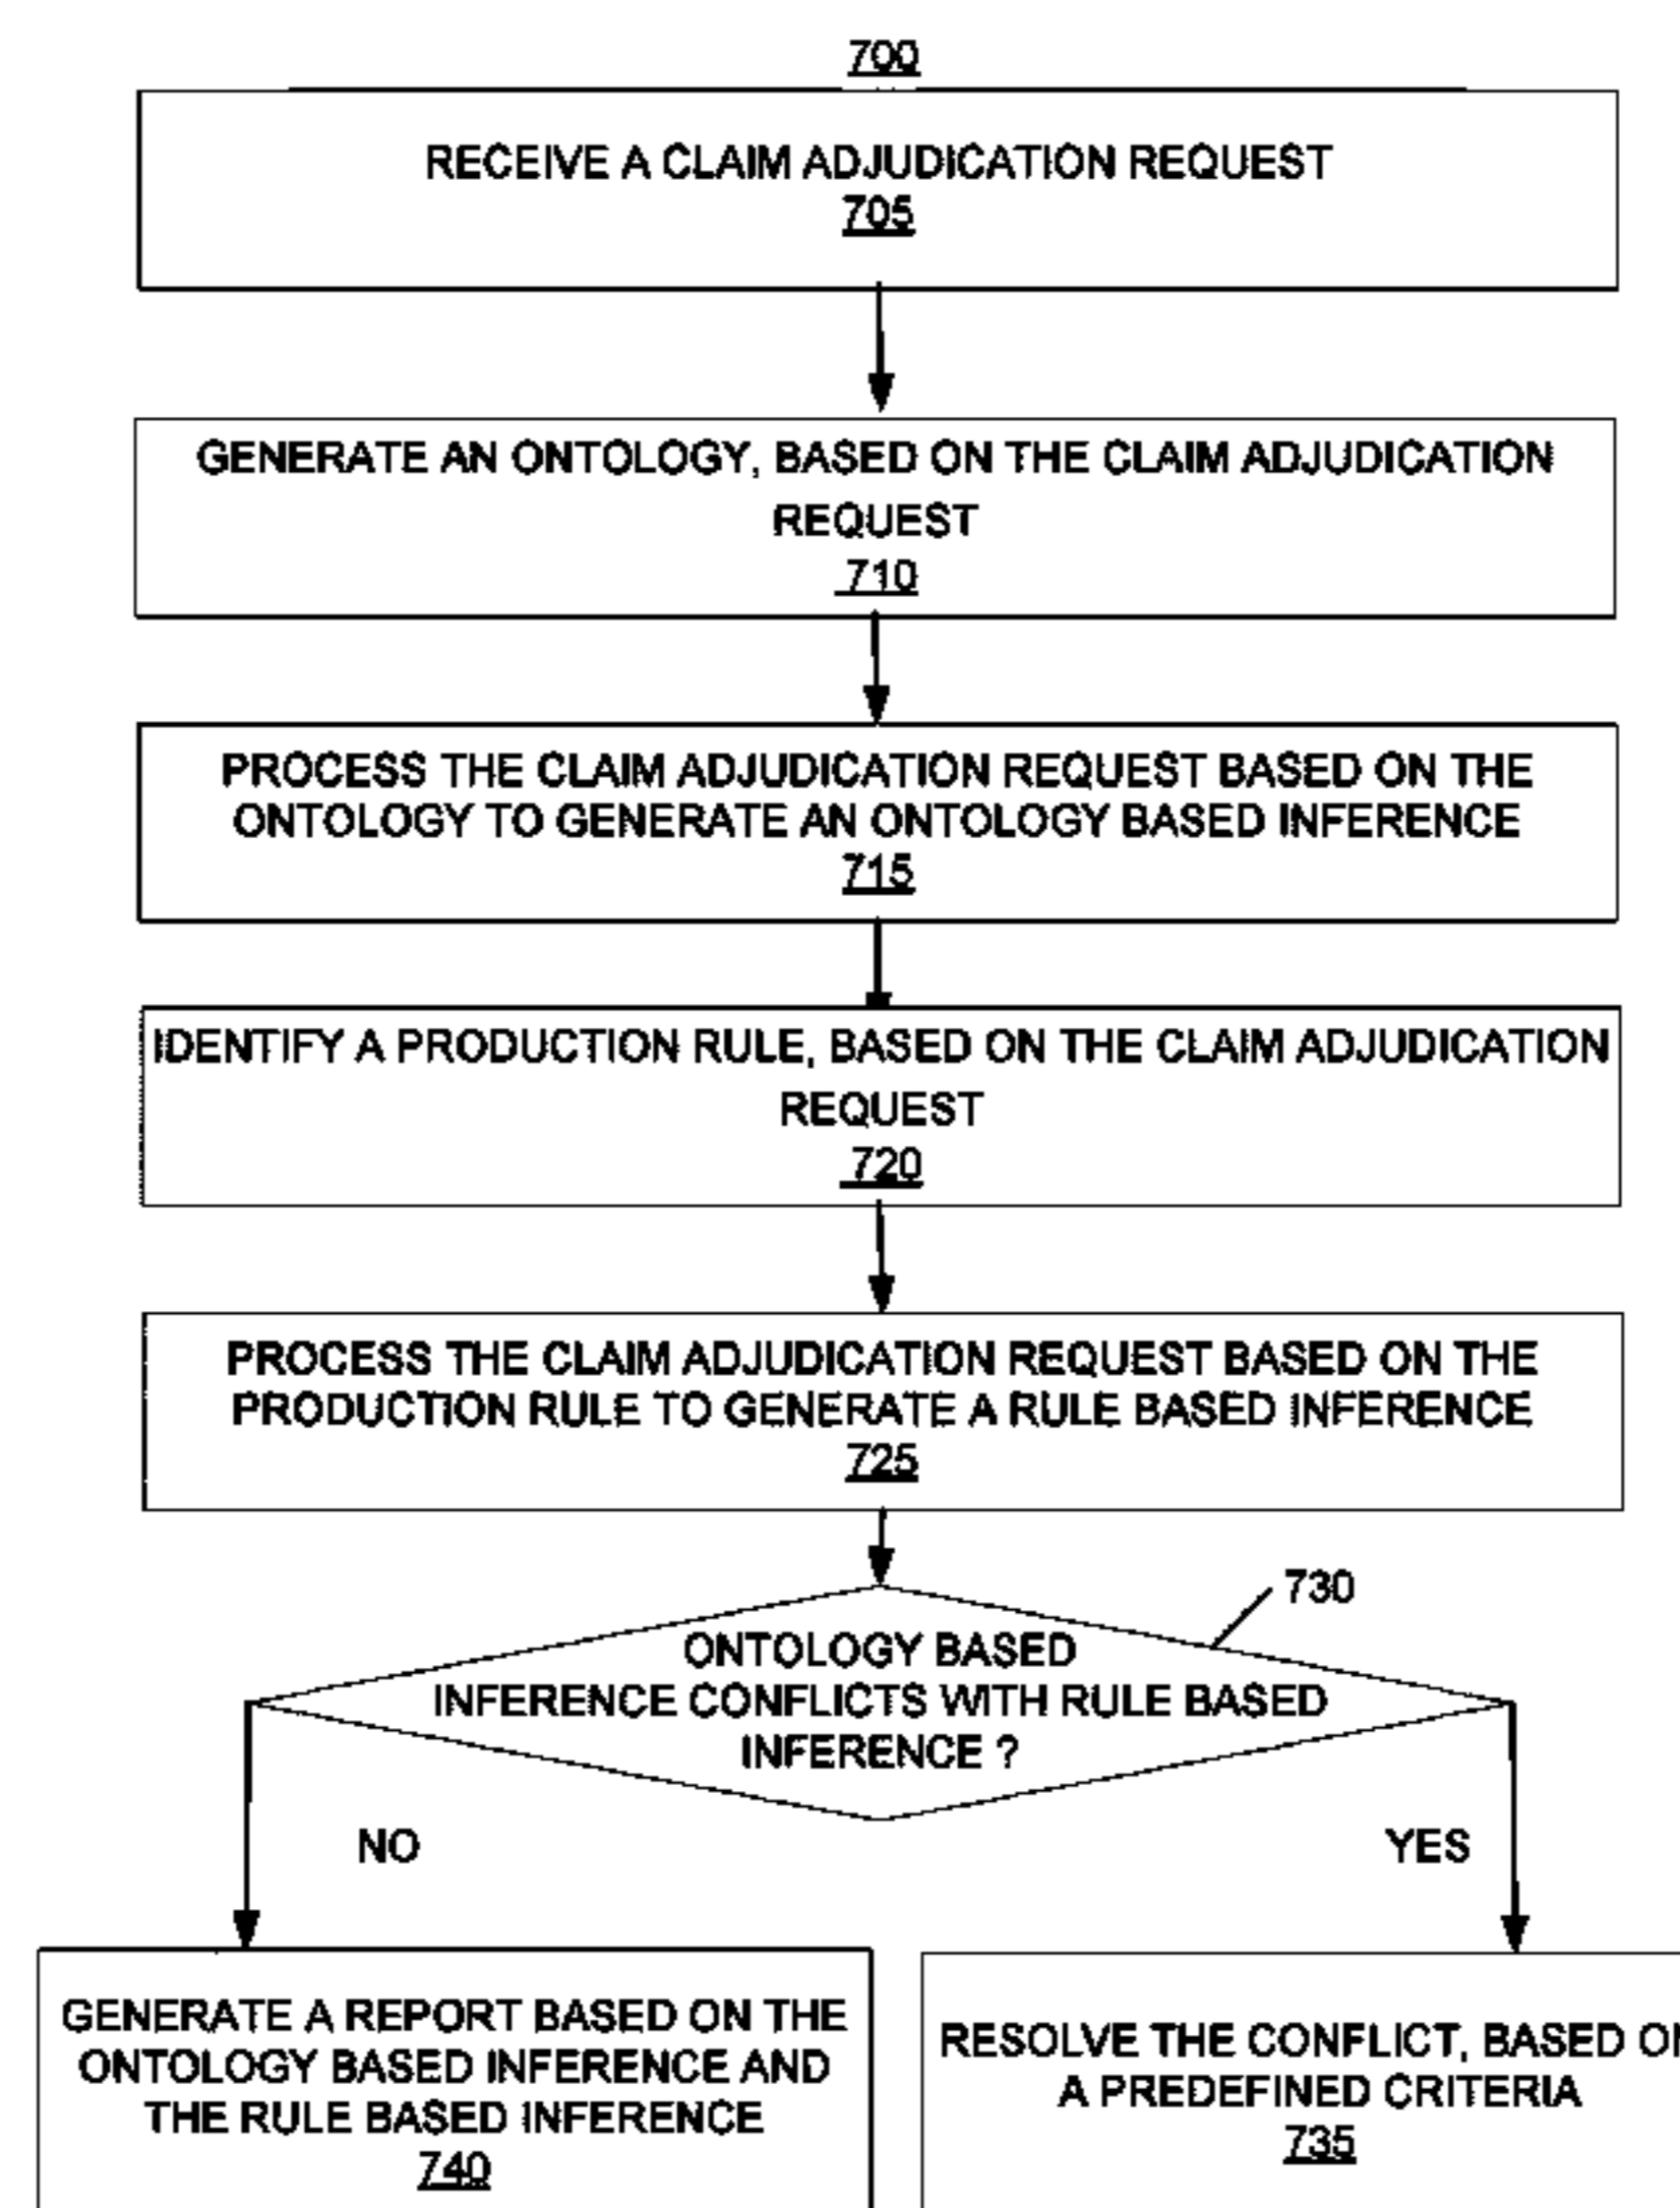 700
RECEIVE A CLAIM ADJUDICATION REQUEST
705
GENERATE AN ONTOLOGY, BASED ON THE CLAIM ADJUDICATION
REQUEST
710
PROCESS THE CLAIM ADJUDICATION REQUEST BASED ON THE
ONTOLOGY TO GENERATE AN ONTOLOGY BASED INFERENCE
715
IDENTIFY A PRODUCTION RULE, BASED ON THE CLAIM ADJUDICATION
REQUEST
720
PROCESS THE CLAIM ADJUDICATION REQUEST BASED ON THE
PRODUCTION RULE TO GENERATE A RULE BASED INFERENCE
725
730
ONTOLOGY BASED
INFERENCE CONFLICTS WITH RULE BASED
INFERENCE ?
NO
YES
GENERATE A REPORT BASED ON THE
ONTOLOGY BASED INFERENCE AND
THE RULE BASED INFERENCE
740
RESOLVE THE CONFLICT, BASED ON
A PREDEFINED CRITERIA
735